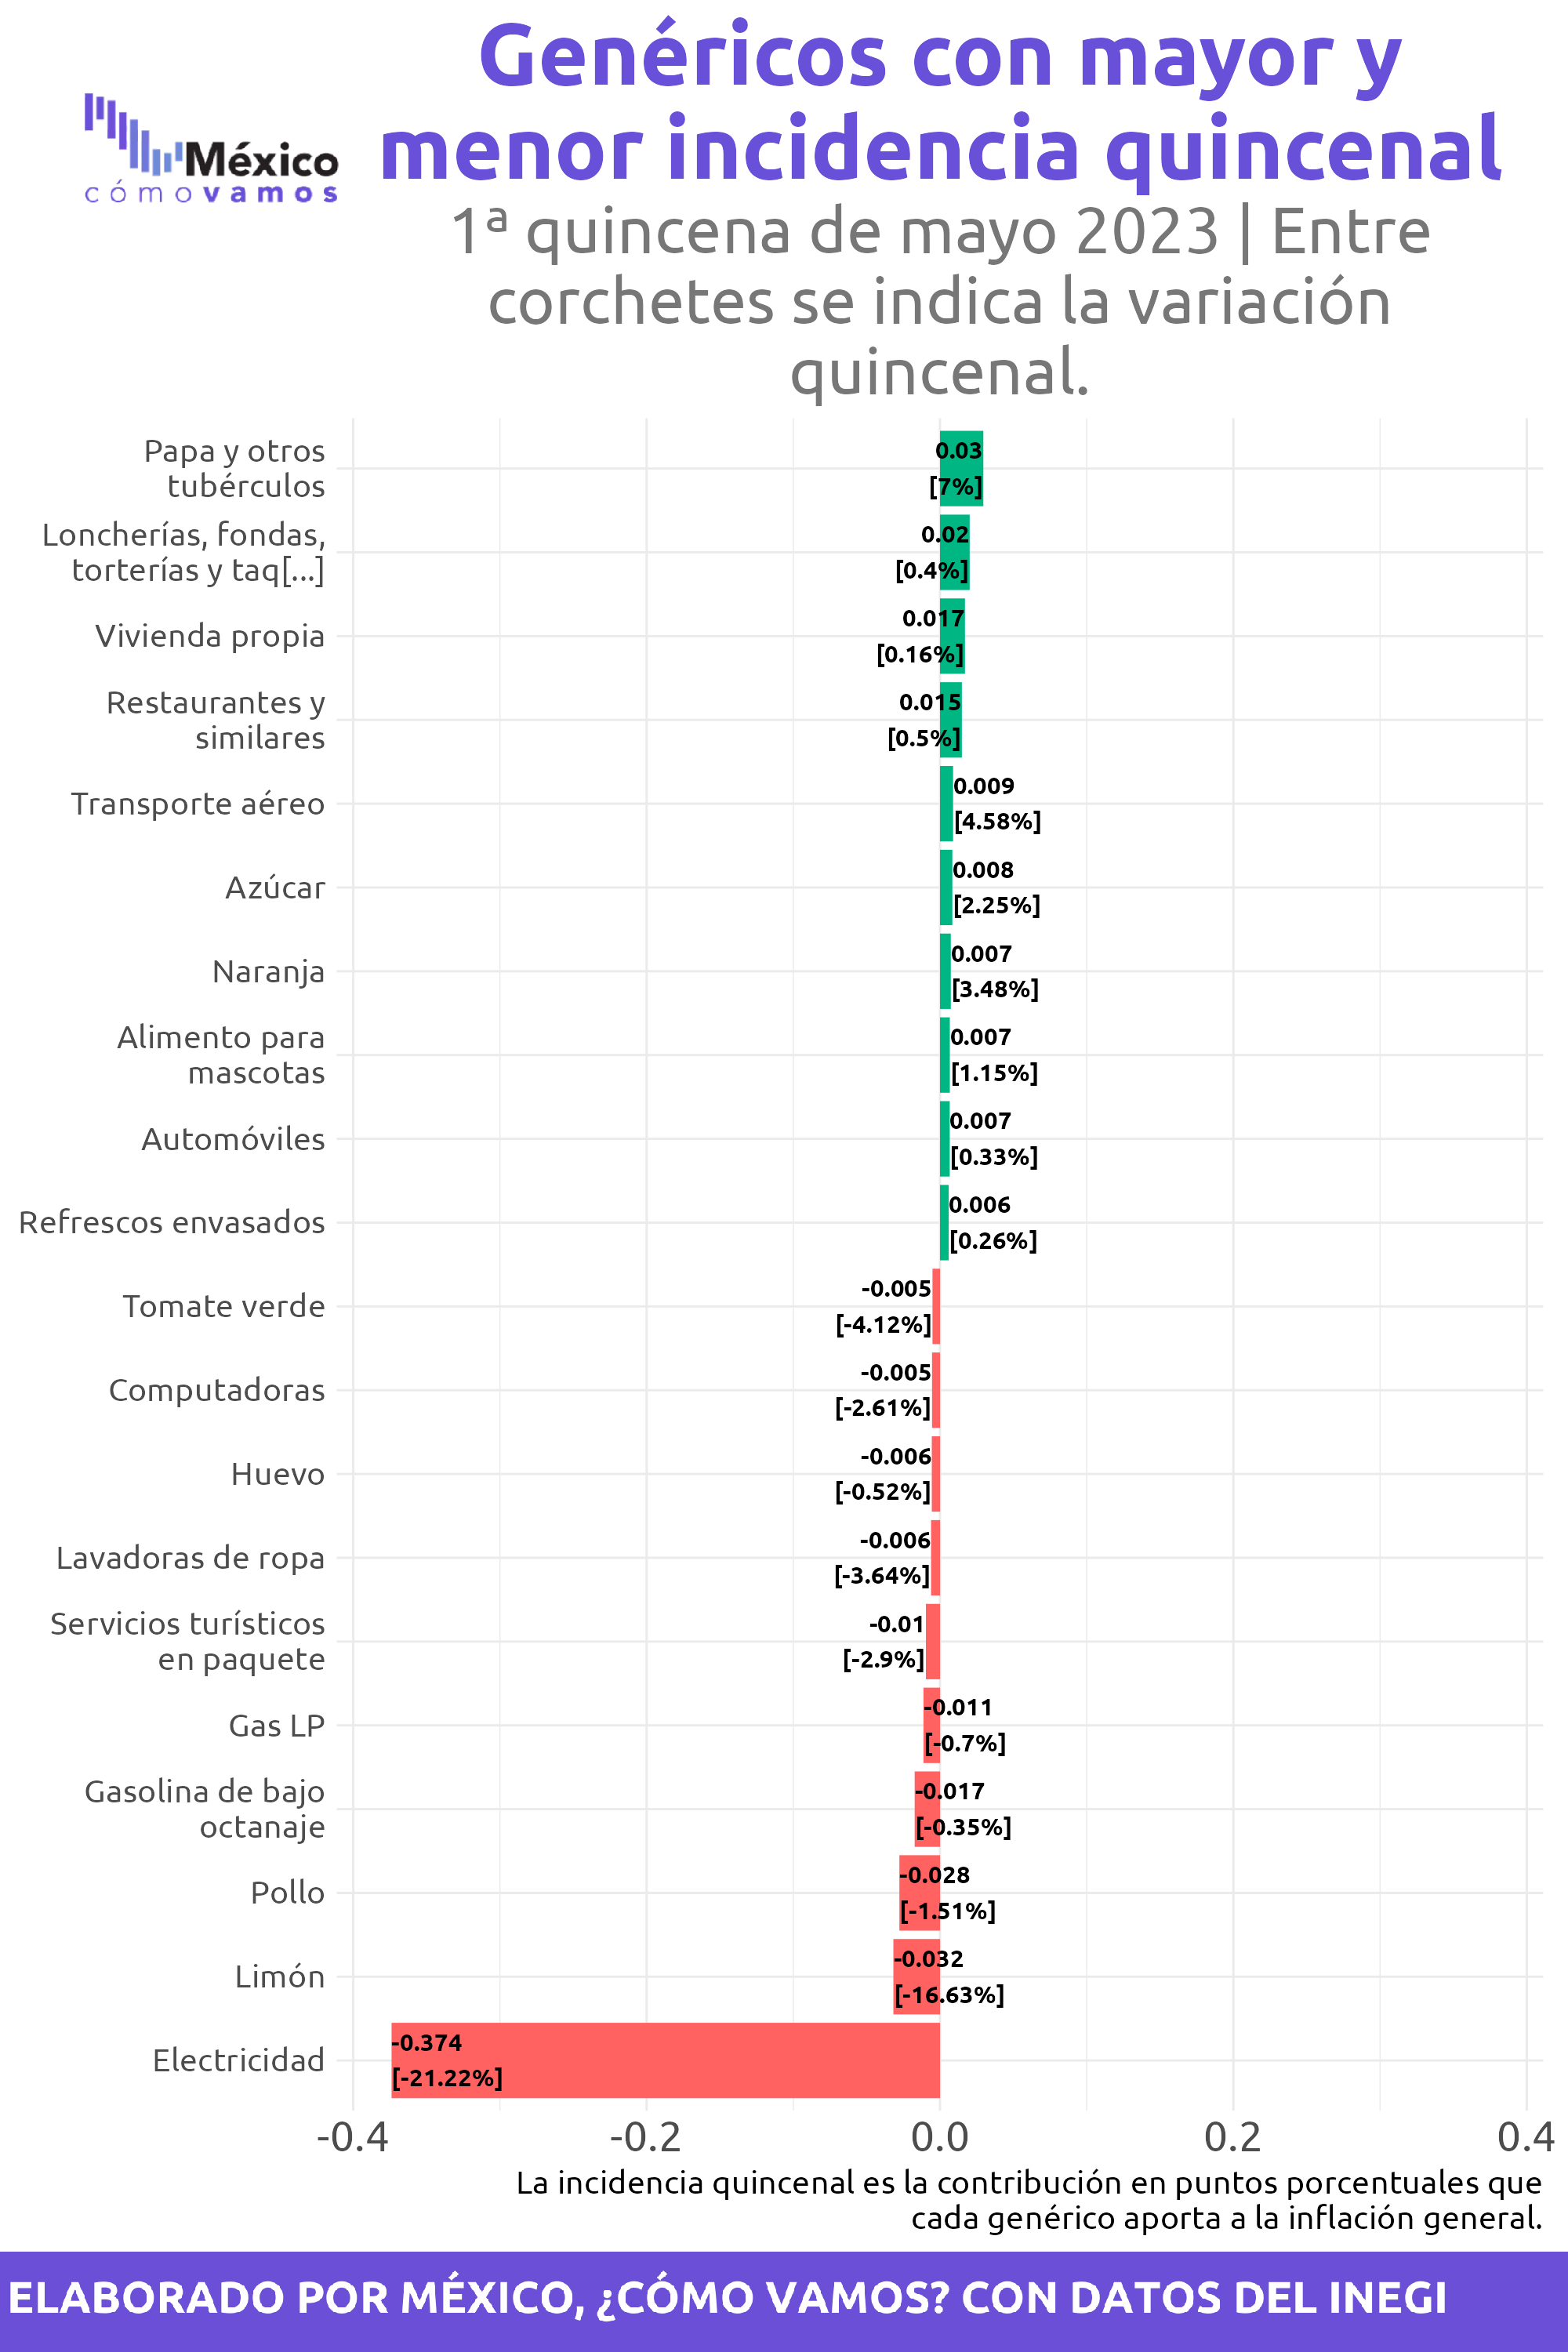 Genéricos con mayor y
menor incidencia quincenal
México
cómovamos
1ª quincena de mayo 2023 | Entre
corchetes se indica la variación
quincenal.
Papa y otros
tubérculos
0.03
[7%]
Loncherías, fondas,
torterías y taq[...]
0.02
[0.4%]
Vivienda propia
0.017
[0.16%]
Restaurantes y
similares
0.015
[0.5%]
Transporte aéreo
0.009
[4.58%]
Azúcar
0.008
[2.25%]
Naranja
0.007
[3.48%]
Alimento para
mascotas
0.007
[1.15%]
Automóviles
0.007
[0.33%]
Refrescos envasados
0.006
[0.26%]
Tomate verde
-0.005
[-4.12%]
Computadoras
-0.005
[-2.61%]
Huevo
-0.006
[-0.52%]
Lavadoras de ropa
-0.006
[-3.64%]
Servicios turísticos
en paquete
-0.01
[-2.9%]
Gas LP
-0.011
[-0.7%]
Gasolina de bajo
octanaje
-0.017
[-0.35%]
Pollo
-0.028
[-1.51%]
Limón
-0.032
[-16.63%]
Electricidad
-0.374
[-21.22%]
-0.4 -0.2 0.0 0.2 0.4
La incidencia quincenal es la contribución en puntos porcentuales que
cada genérico aporta a la inflación general.
ELABORADO POR MÉXICO, ¿CÓMO VAMOS? CON DATOS DEL INEGI